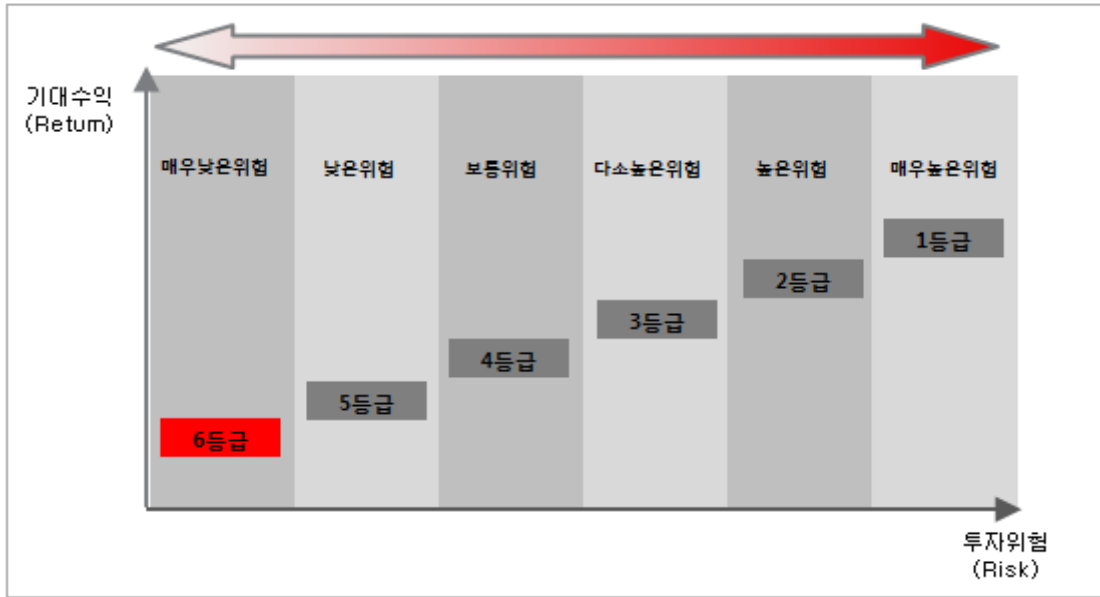 기대수익
(Return)
매우낮은위험 낮은위험 보통위험 다소높은위험 높은위험 매우높은위험
1등급
2등급
3등급
4등급
5등급
6등급
투자위험
(Risk)